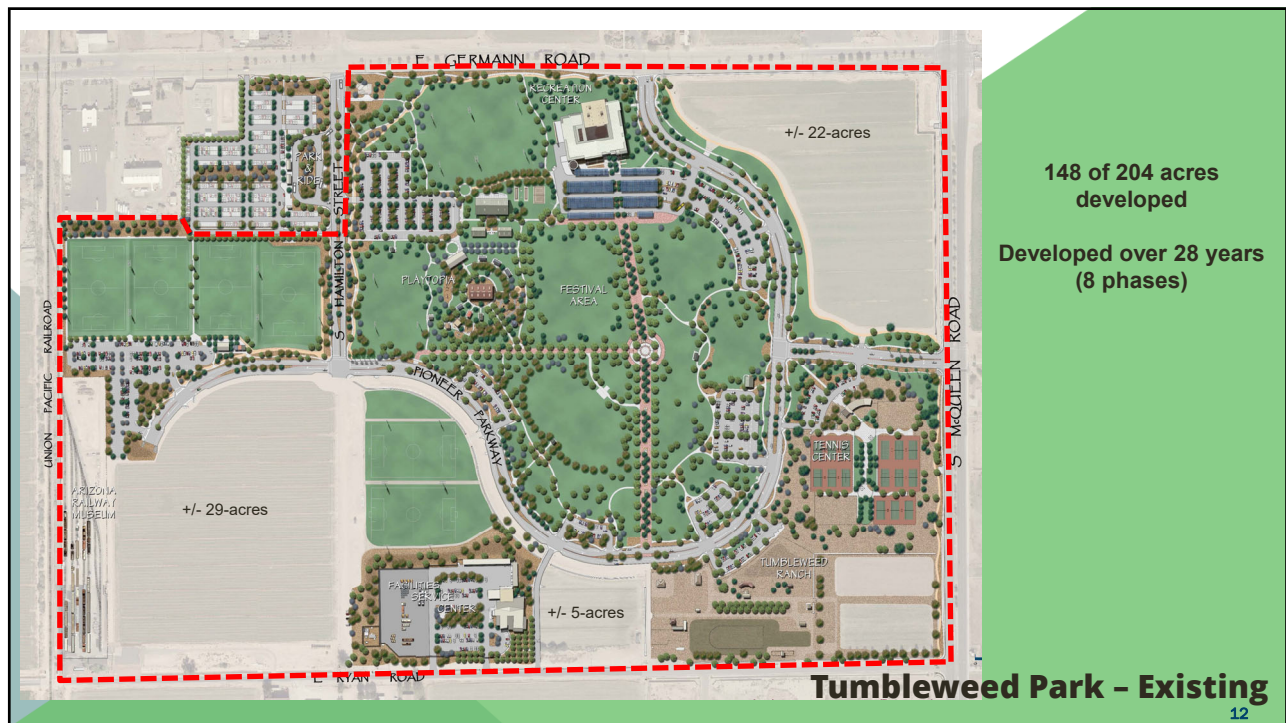 E GERMANN ROAD
RECREATION
CENTER
+/- 22-acres
PARK
&
RIDE
S HAMILTON STREET
PLAYTOPIA
FESTIVAL
AREA
UNION PACIFIC RAILROAD
PIONEER PARKWAY
S McQUEEN ROAD
TENNIS
CENTER
ARIZONA
RAILWAY
MUSEUM
+/- 29-acres
TUMBLEWEED
RANCH
FACILITIES
SERVICE
CENTER
+/- 5-acres
E RYAN ROAD
148 of 204 acres
developed
Developed over 28 years
(8 phases)
Tumbleweed Park – Existing
12